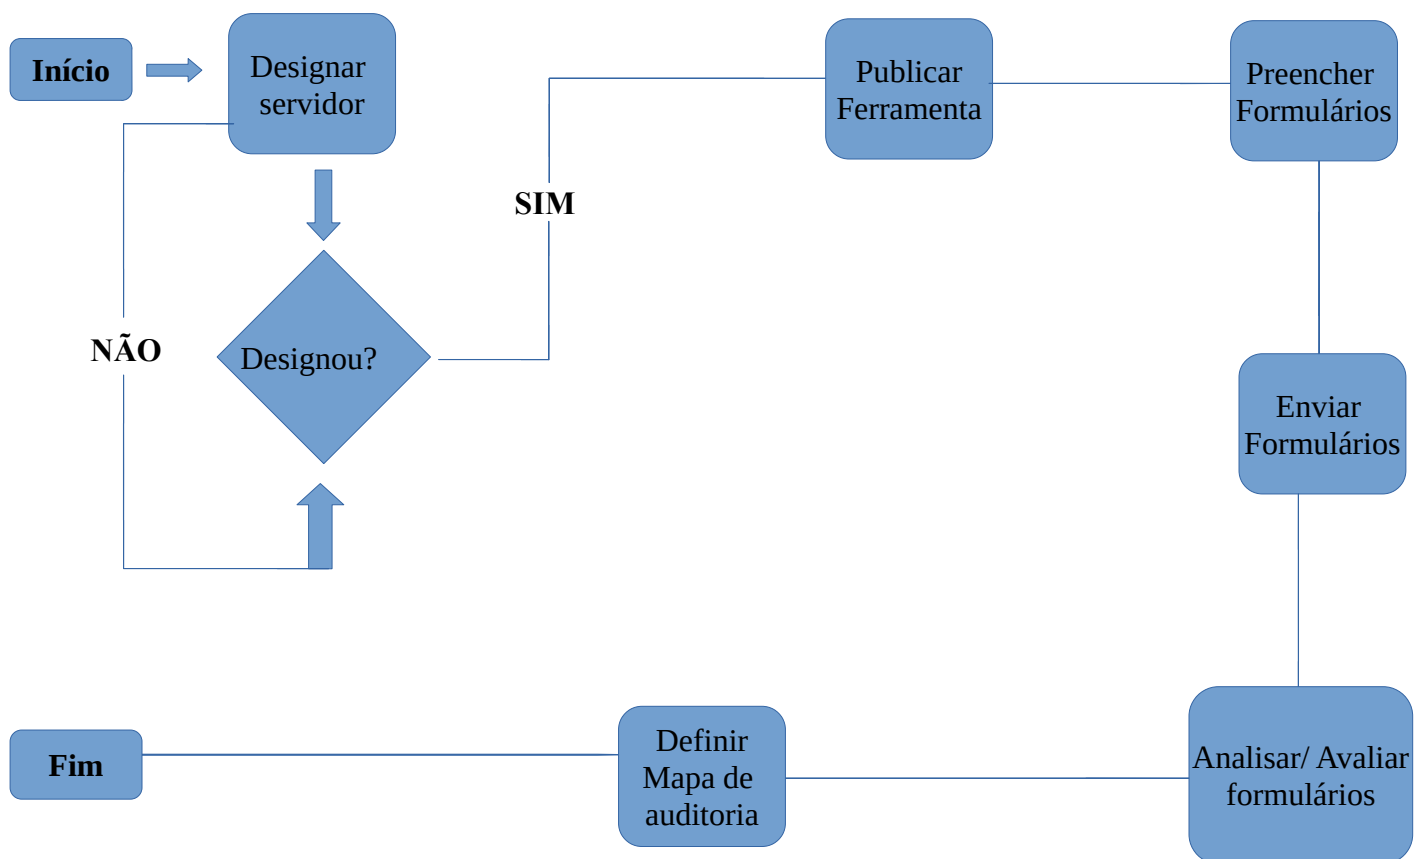 Início
Designar
servidor
Designou?
NÃO
SIM
Publicar
Ferramenta
Preencher
Formulários
Enviar
Formulários
Analisar/ Avaliar
formulários
Definir
Mapa de
auditoria
Fim